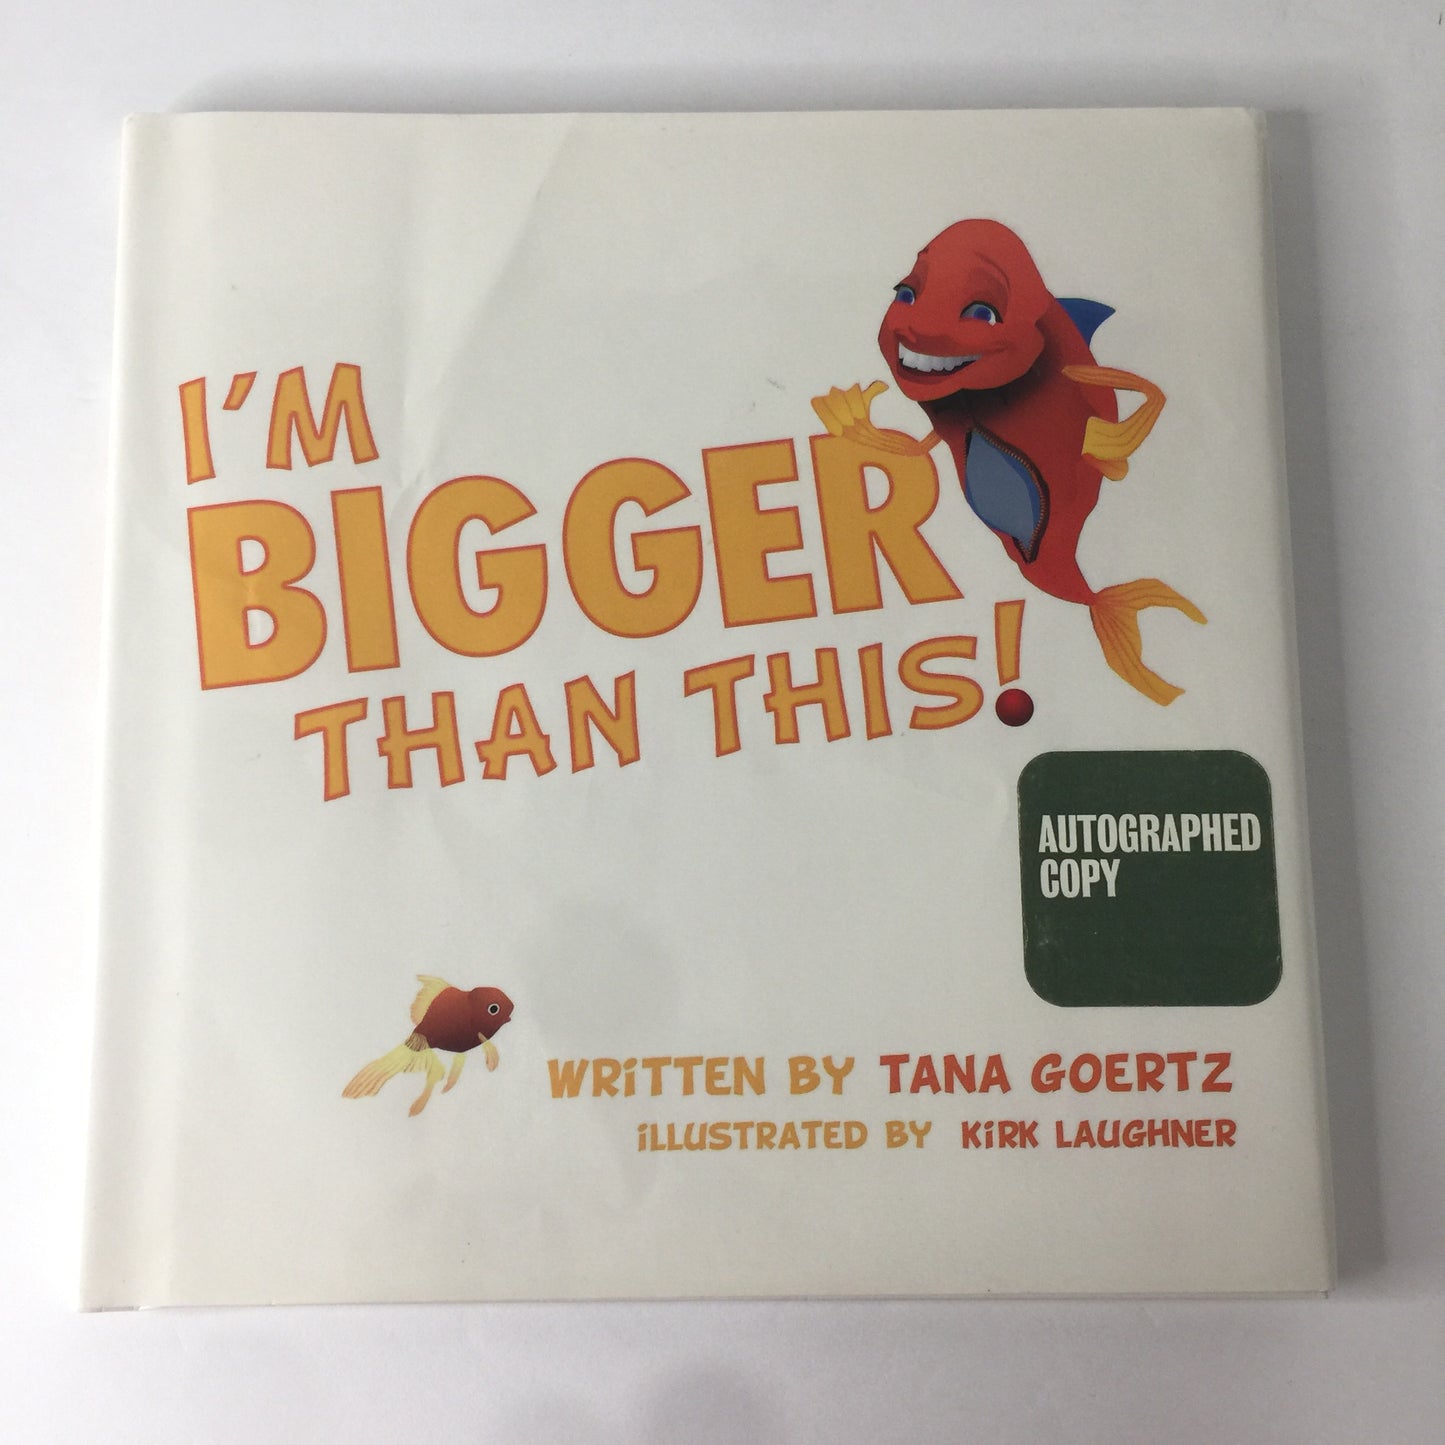 I'M
BIGGER
THAN THIS!
AUTOGRAPHED
COPY
WRiTTEN BY TANA GOERTZ
iLLUSTRATED BY KiRK LAUGHNER